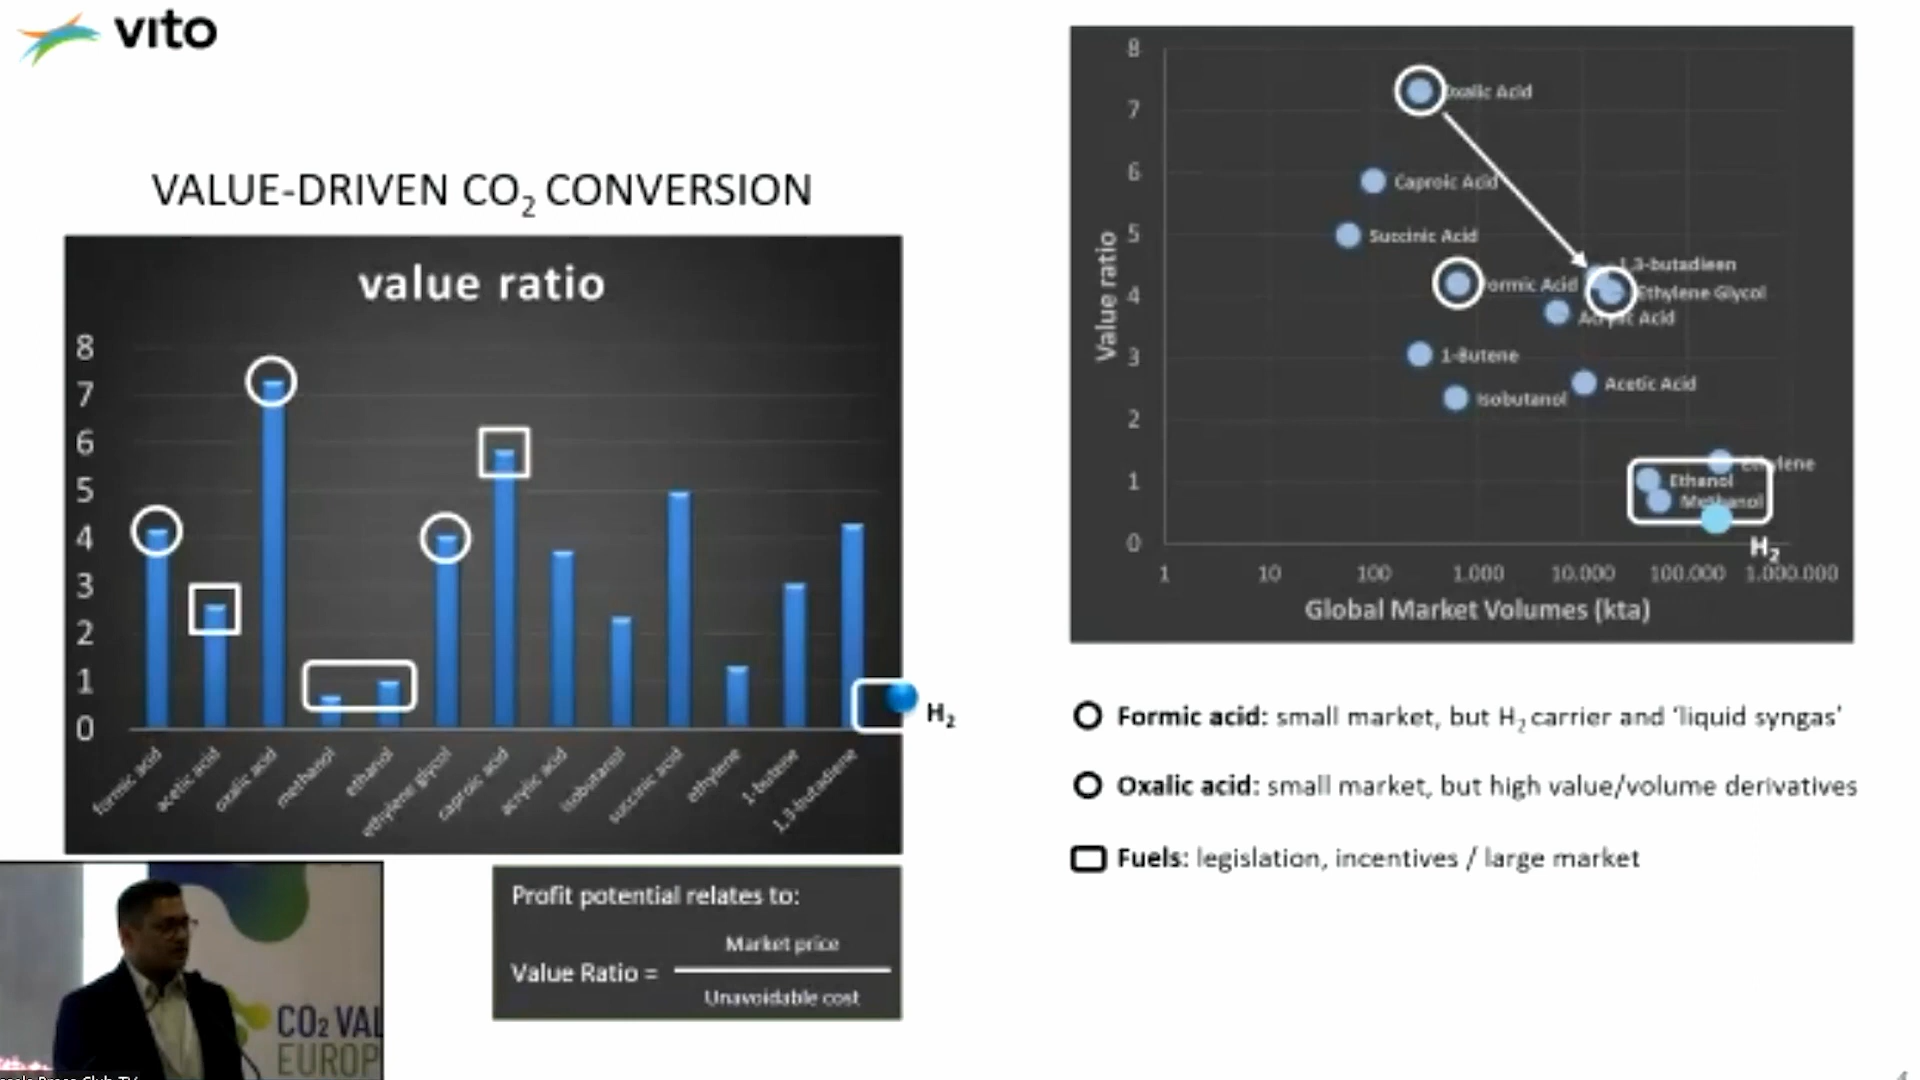 vito
VALUE-DRIVEN CO2 CONVERSION
value ratio
8
7
6
5
4
3
2
1
0
H2
formic acid
acetic acid
oxalic acid
methanol
ethanol
ethylene glycol
caproic acid
acrylic acid
isobutanol
succinic acid
ethylene
1-butene
1,3-butadiene
Profit potential relates to:
Market price
Value Ratio =
Unavoidable cost
CO2 VAL
EUROP
Press Club TV
8
7
6
5
4
3
2
1
0
Value ratio
Oxalic Acid
Caproic Acid
Succinic Acid
1,3-butadieen
Formic Acid
Ethylene Glycol
Acrylic Acid
1-Butene
Acetic Acid
Isobutanol
Ethylene
Ethanol
Methanol
H2
1 10 100 1.000 10.000 100.000 1.000.000
Global Market Volumes (kta)
Formic acid: small market, but H2 carrier and ‘liquid syngas’
Oxalic acid: small market, but high value/volume derivatives
Fuels: legislation, incentives / large market